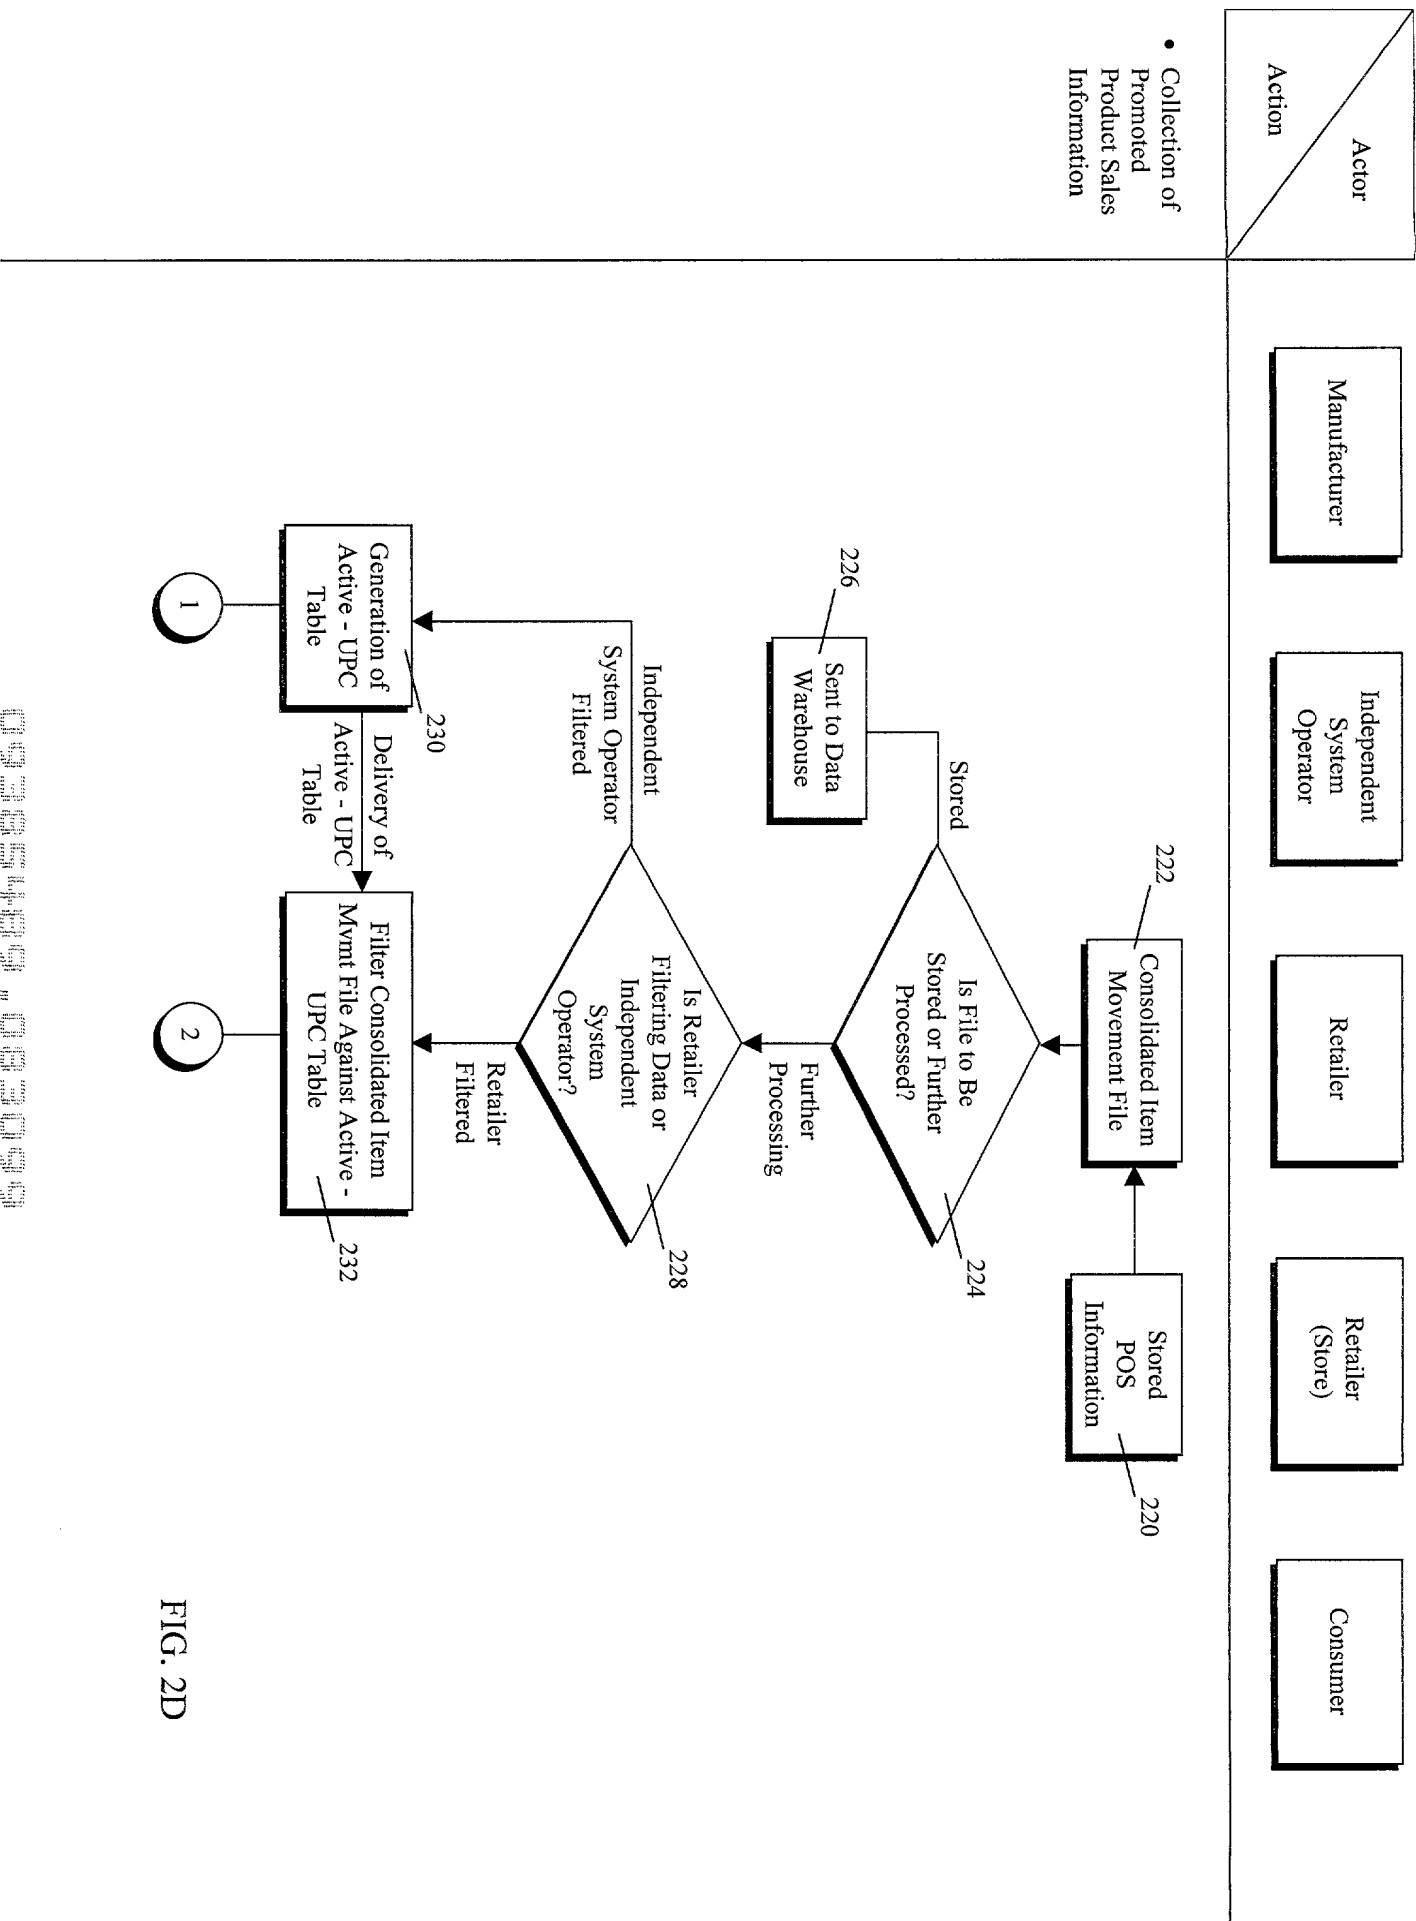 Actor
Action
Manufacturer
Independent
System
Operator
Retailer
Retailer
(Store)
Consumer
• Collection of
Promoted
Product Sales
Information
222
Consolidated Item
Movement File
Stored
POS
Information
220
Is File to Be
Stored or Further
Processed?
224
Stored
226
Sent to Data
Warehouse
Further
Processing
Is Retailer
Filtering Data or
Independent
System
Operator?
228
Independent
System Operator
Filtered
Retailer
Filtered
Generation of
Active - UPC
Table
230
Delivery of
Active - UPC
Table
Filter Consolidated Item
Mvmt File Against Active -
UPC Table
232
1
2
FIG. 2D